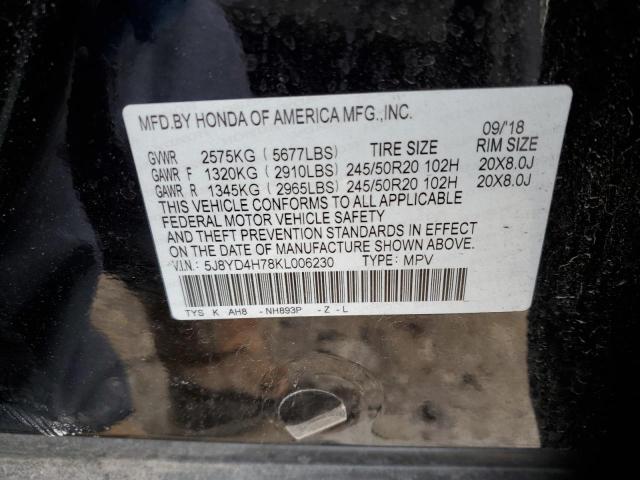 MFD.BY HONDA OF AMERICA MFG.,INC.
09/'18
GVWR 2575KG (5677LBS) TIRE SIZE RIM SIZE
GAWR F 1320KG (2910LBS) 245/50R20 102H 20X8.0J
GAWR R 1345KG (2965LBS) 245/50R20 102H 20X8.0J
THIS VEHICLE CONFORMS TO ALL APPLICABLE
FEDERAL MOTOR VEHICLE SAFETY
AND THEFT PREVENTION STANDARDS IN EFFECT
ON THE DATE OF MANUFACTURE SHOWN ABOVE.
V.I.N.: 5J8YD4H78KL006230 TYPE: MPV
TYS K AH8 - NH893P - Z - L